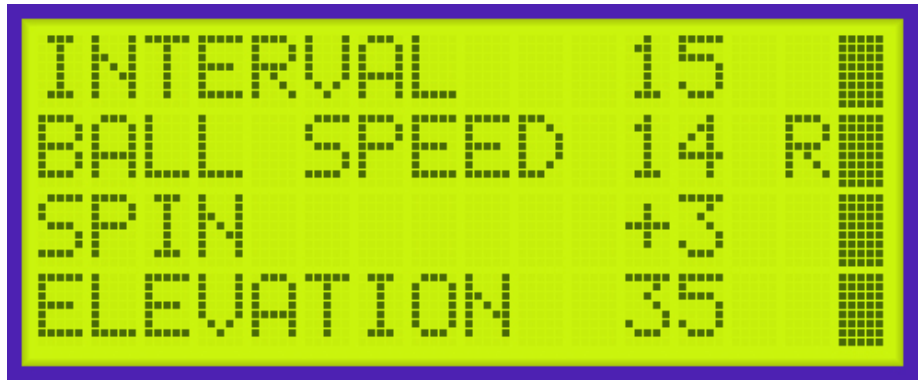 INTERVAL 15
BALL SPEED 14 R
SPIN +3
ELEVATION 35